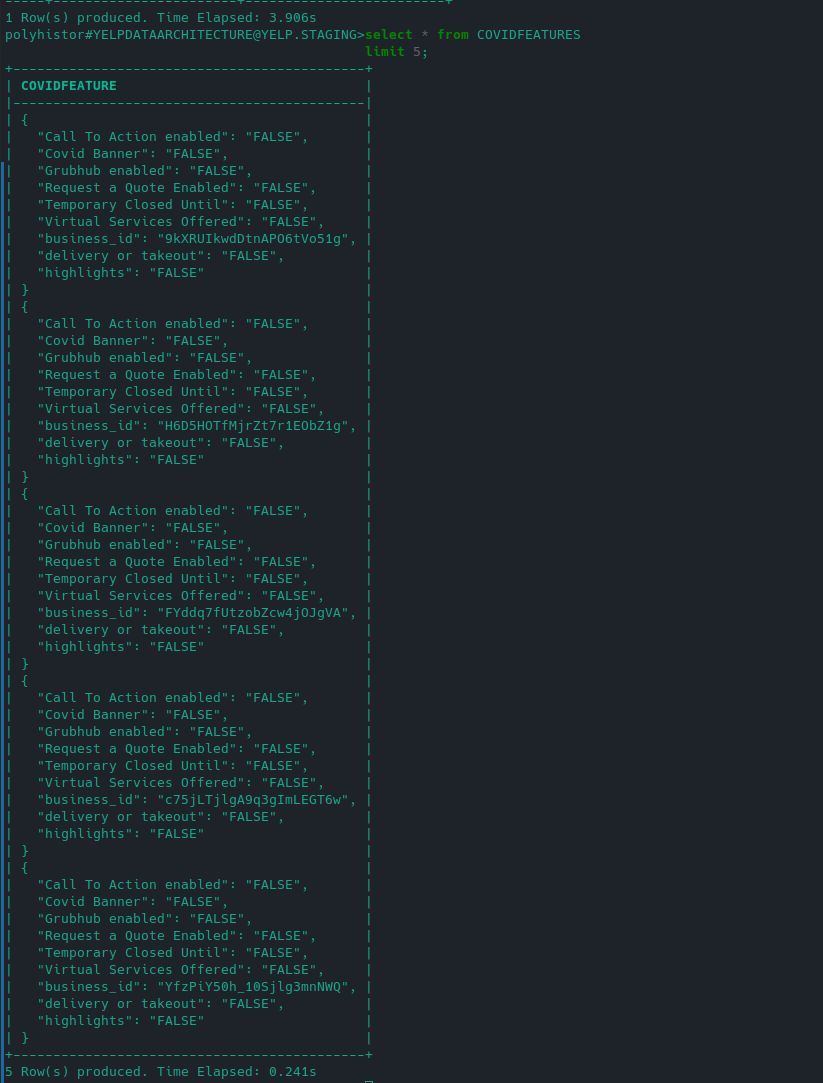 -----+-----------------------+-------------------------+
1 Row(s) produced. Time Elapsed: 3.906s
polyhistor#YELPDATAARCHITECTURE@YELP.STAGING>select * from COVIDFEATURES
                                             limit 5;
+--------------------------------------------+
| COVIDFEATURE                               |
|--------------------------------------------|
| {                                          |
|   "Call To Action enabled": "FALSE",       |
|   "Covid Banner": "FALSE",                 |
|   "Grubhub enabled": "FALSE",              |
|   "Request a Quote Enabled": "FALSE",      |
|   "Temporary Closed Until": "FALSE",       |
|   "Virtual Services Offered": "FALSE",     |
|   "business_id": "9kXRUIkwdDtnAPO6tVo51g", |
|   "delivery or takeout": "FALSE",          |
|   "highlights": "FALSE"                    |
| }                                          |
| {                                          |
|   "Call To Action enabled": "FALSE",       |
|   "Covid Banner": "FALSE",                 |
|   "Grubhub enabled": "FALSE",              |
|   "Request a Quote Enabled": "FALSE",      |
|   "Temporary Closed Until": "FALSE",       |
|   "Virtual Services Offered": "FALSE",     |
|   "business_id": "H6D5HOTfMjrZt7r1EObZ1g", |
|   "delivery or takeout": "FALSE",          |
|   "highlights": "FALSE"                    |
| }                                          |
| {                                          |
|   "Call To Action enabled": "FALSE",       |
|   "Covid Banner": "FALSE",                 |
|   "Grubhub enabled": "FALSE",              |
|   "Request a Quote Enabled": "FALSE",      |
|   "Temporary Closed Until": "FALSE",       |
|   "Virtual Services Offered": "FALSE",     |
|   "business_id": "FYddq7fUtzobZcw4jOJgVA", |
|   "delivery or takeout": "FALSE",          |
|   "highlights": "FALSE"                    |
| }                                          |
| {                                          |
|   "Call To Action enabled": "FALSE",       |
|   "Covid Banner": "FALSE",                 |
|   "Grubhub enabled": "FALSE",              |
|   "Request a Quote Enabled": "FALSE",      |
|   "Temporary Closed Until": "FALSE",       |
|   "Virtual Services Offered": "FALSE",     |
|   "business_id": "c75jLTjlgA9q3gImLEGT6w", |
|   "delivery or takeout": "FALSE",          |
|   "highlights": "FALSE"                    |
| }                                          |
| {                                          |
|   "Call To Action enabled": "FALSE",       |
|   "Covid Banner": "FALSE",                 |
|   "Grubhub enabled": "FALSE",              |
|   "Request a Quote Enabled": "FALSE",      |
|   "Temporary Closed Until": "FALSE",       |
|   "Virtual Services Offered": "FALSE",     |
|   "business_id": "YfzPiY50h_10Sjlg3mnNWQ", |
|   "delivery or takeout": "FALSE",          |
|   "highlights": "FALSE"                    |
| }                                          |
+--------------------------------------------+
5 Row(s) produced. Time Elapsed: 0.241s